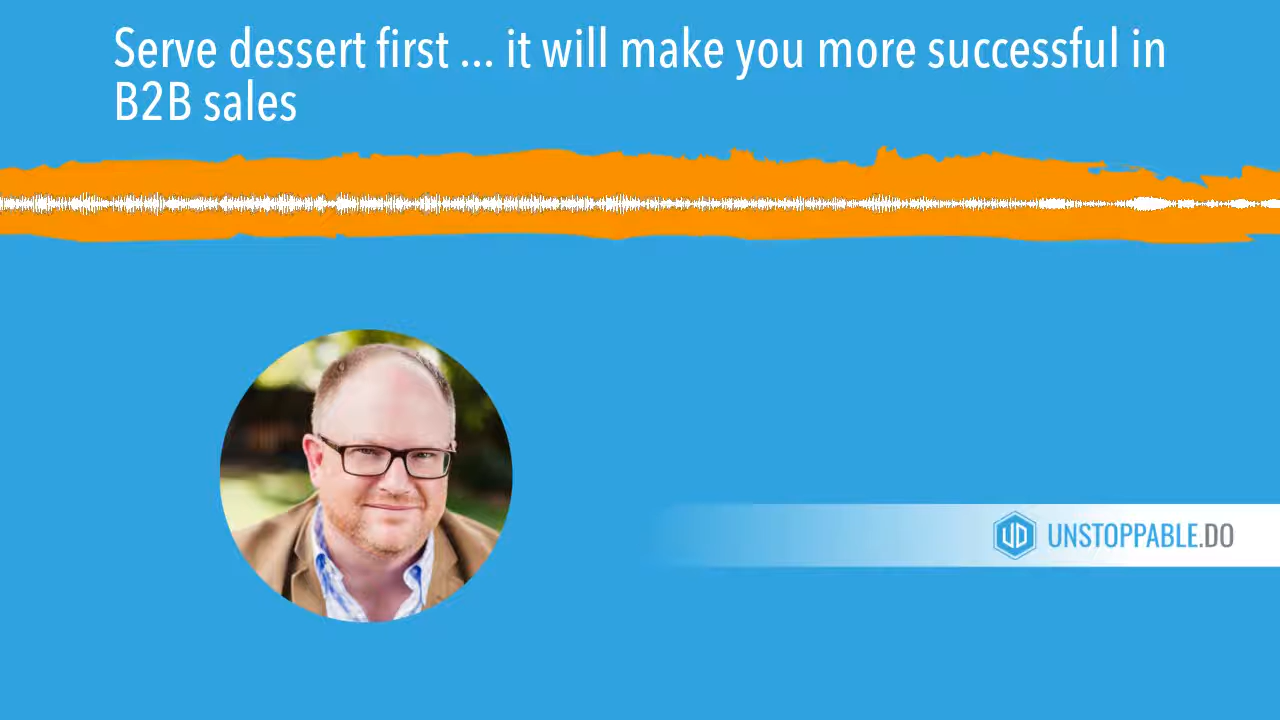 Serve dessert first ... it will make you more successful in
B2B sales
UNSTOPPABLE.DO